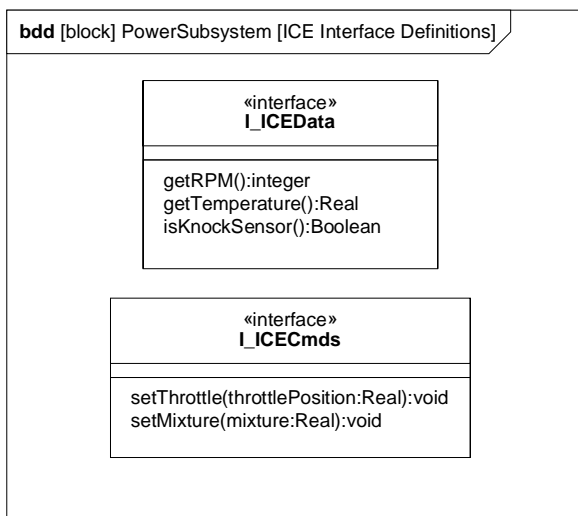 bdd [block] PowerSubsystem [ICE Interface Definitions]
«interface»
I_ICEData
getRPM():integer
getTemperature():Real
isKnockSensor():Boolean
«interface»
I_ICECmds
setThrottle(throttlePosition:Real):void
setMixture(mixture:Real):void